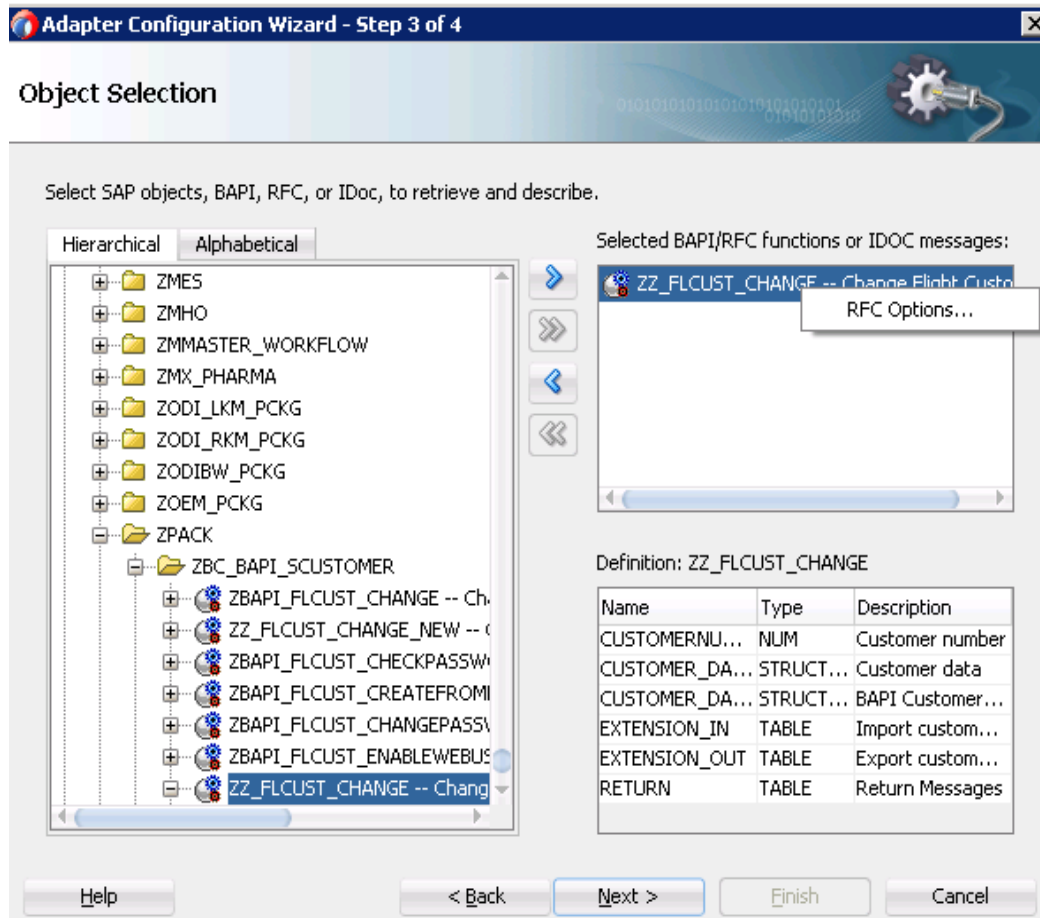 Adapter Configuration Wizard - Step 3 of 4
Object Selection
Select SAP objects, BAPI, RFC, or IDoc, to retrieve and describe.
Hierarchical Alphabetical
ZMES
ZMHO
ZMMASTER_WORKFLOW
ZMX_PHARMA
ZODI_LKM_PCKG
ZODI_RKM_PCKG
ZODIBW_PCKG
ZOEM_PCKG
ZPACK
ZBC_BAPI_SCUSTOMER
ZBAPI_FLCUST_CHANGE -- Cha
ZZ_FLCUST_CHANGE_NEW --
ZBAPI_FLCUST_CHECKPASSW
ZBAPI_FLCUST_CREATEFROM
ZBAPI_FLCUST_CHANGEPASS
ZBAPI_FLCUST_ENABLEWEBUS
ZZ_FLCUST_CHANGE -- Chang
Selected BAPI/RFC functions or IDOC messages:
ZZ_FLCUST_CHANGE -- Change Flight Custo
RFC Options...
Definition: ZZ_FLCUST_CHANGE
Name Type Description
CUSTOMERNU... NUM Customer number
CUSTOMER_DA... STRUCT... Customer data
CUSTOMER_DA... STRUCT... BAPI Customer...
EXTENSION_IN TABLE Import custom...
EXTENSION_OUT TABLE Export custom...
RETURN TABLE Return Messages
Help < Back Next > Finish Cancel